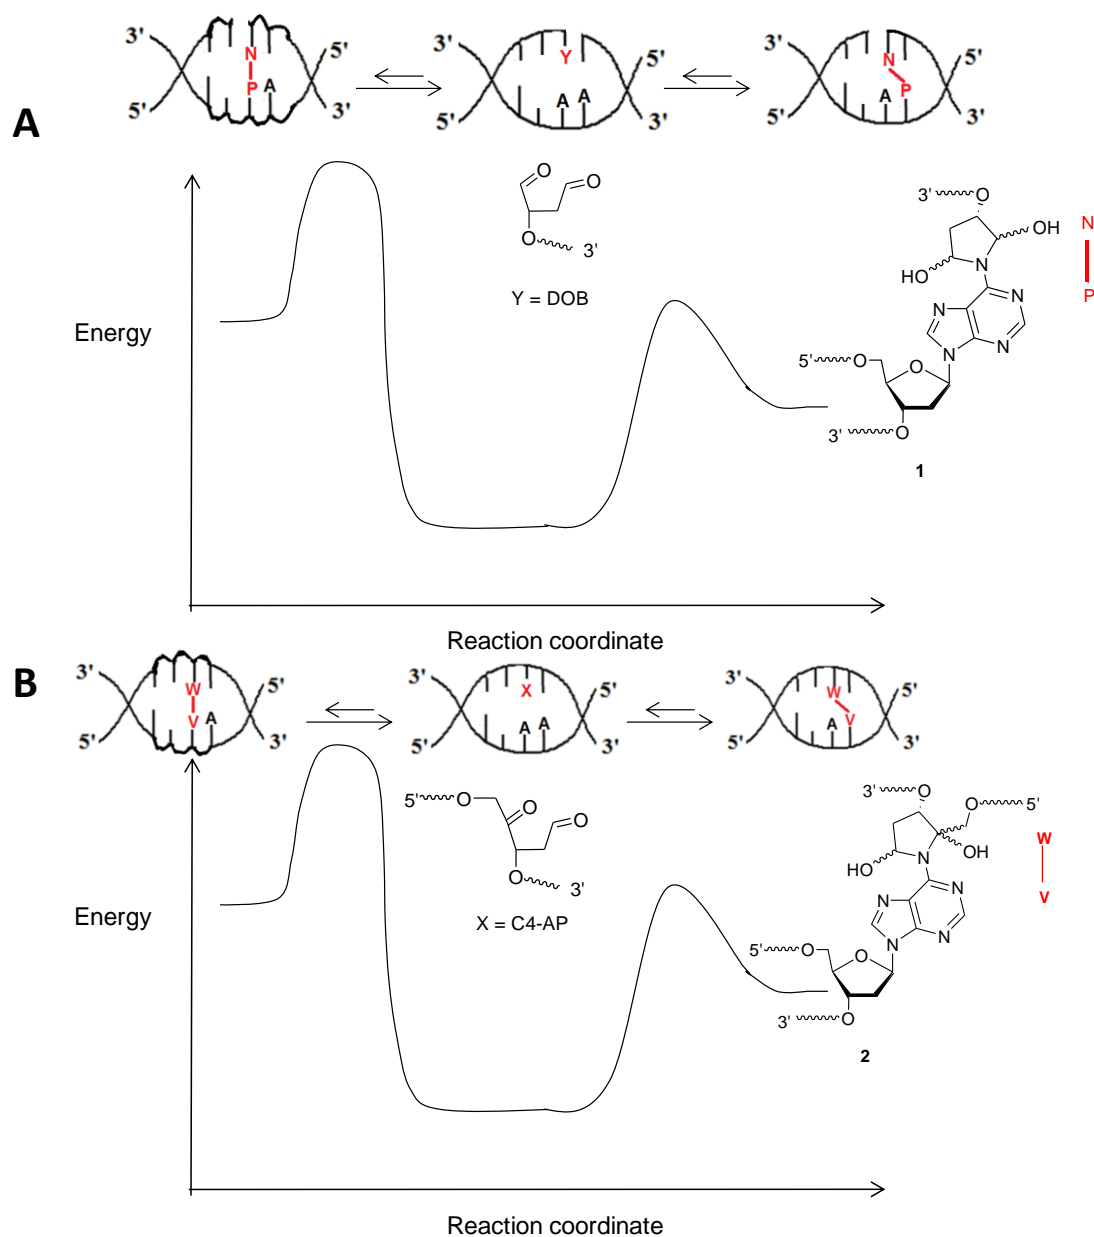 A
3' 5' N P A 5' 3'
3' 5' Y A A 5' 3'
3' 5' N A P 5' 3'
Energy
O O
O 3'
Y = DOB
3' O
OH
HO N
N N
N N
5' O O
3' O
1
N
P
Reaction coordinate
B
3' 5' W V A 5' 3'
3' 5' X A A 5' 3'
3' 5' W A V 5' 3'
Energy
5' O O O
O 3'
X = C4-AP
3' O O 5'
HO N OH
N N
N N
5' O O
3' O
2
W
V
Reaction coordinate